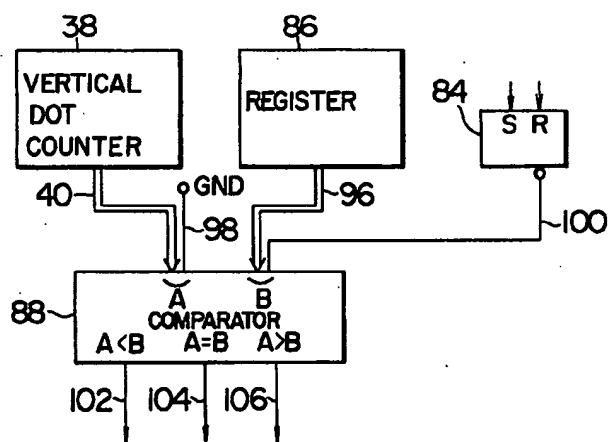 38
86
84
VERTICAL
DOT
COUNTER
REGISTER
S R
40
GND
98
96
100
88
A B
COMPARATOR
A<B A=B A>B
102 104 106